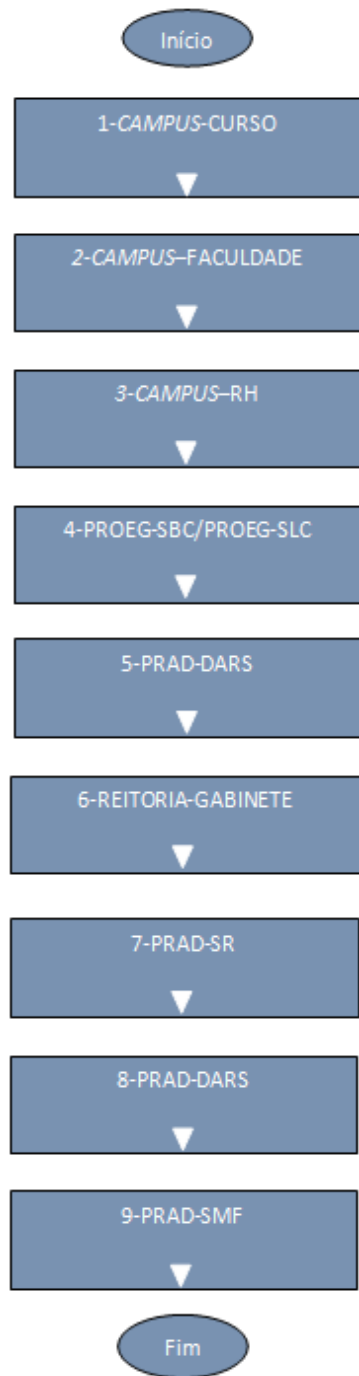 Início
1-CAMPUS-CURSO
2-CAMPUS–FACULDADE
3-CAMPUS–RH
4-PROEG-SBC/PROEG-SLC
5-PRAD-DARS
6-REITORIA-GABINETE
7-PRAD-SR
8-PRAD-DARS
9-PRAD-SMF
Fim